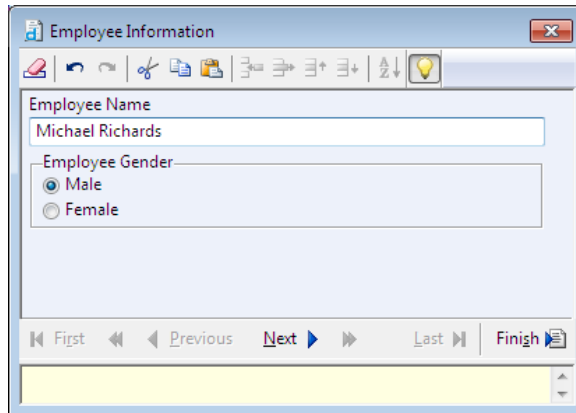 Employee Information
Employee Name
Michael Richards
Employee Gender
Male
Female
First Previous Next Last Finish